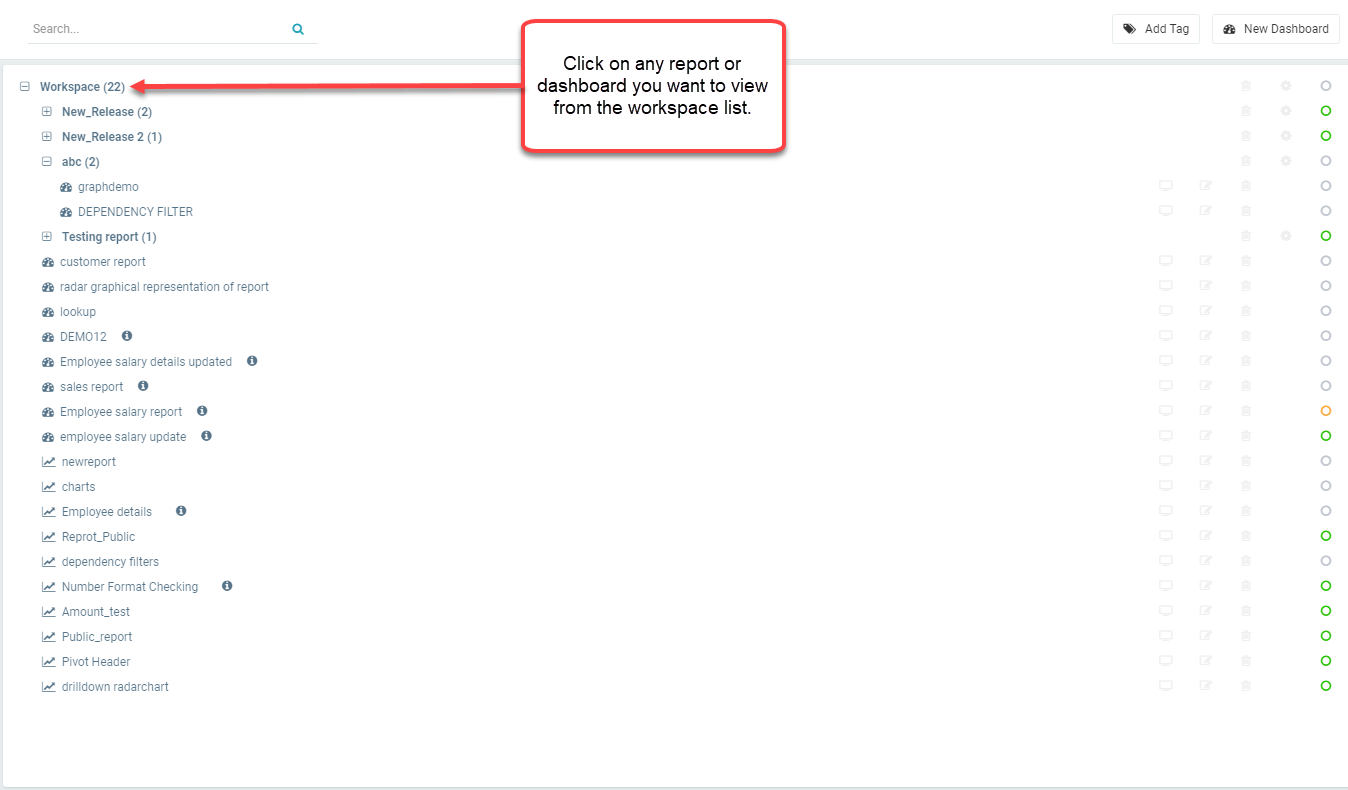 Search...
Add Tag
New Dashboard
Click on any report or
dashboard you want to view
from the workspace list.
Workspace (22)
New_Release (2)
New_Release 2 (1)
abc (2)
graphdemo
DEPENDENCY FILTER
Testing report (1)
customer report
radar graphical representation of report
lookup
DEMO12
Employee salary details updated
sales report
Employee salary report
employee salary update
newreport
charts
Employee details
Reprot_Public
dependency filters
Number Format Checking
Amount_test
Public_report
Pivot Header
drilldown radarchart